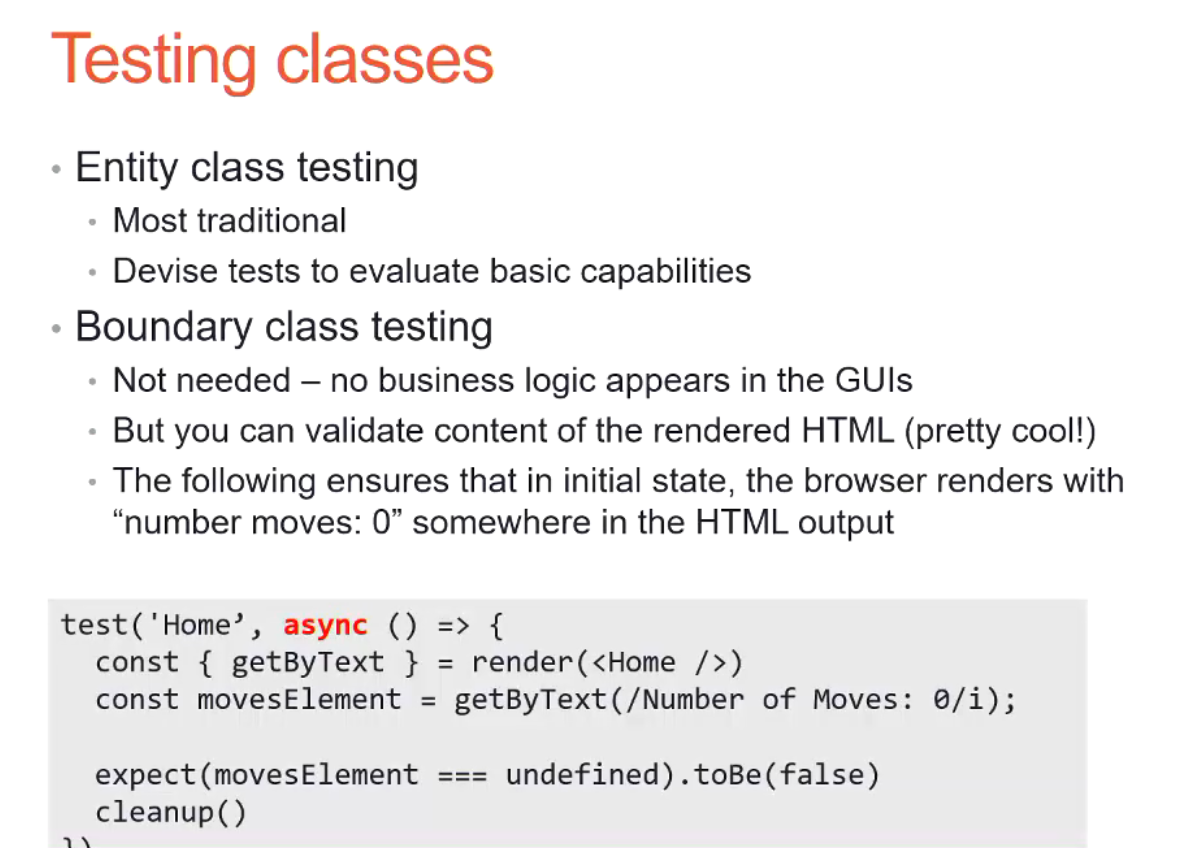 Testing classes
• Entity class testing
• Most traditional
• Devise tests to evaluate basic capabilities
• Boundary class testing
• Not needed – no business logic appears in the GUIs
• But you can validate content of the rendered HTML (pretty cool!)
• The following ensures that in initial state, the browser renders with
“number moves: 0” somewhere in the HTML output
test('Home’, async () => {
const { getByText } = render(<Home />)
const movesElement = getByText(/Number of Moves: 0/i);
expect(movesElement === undefined).toBe(false)
cleanup()
})